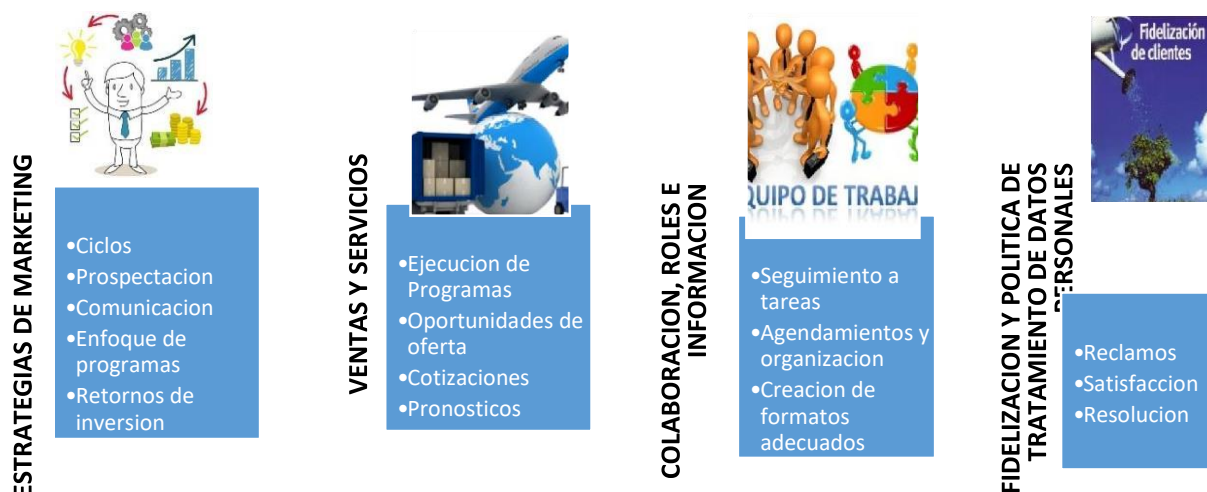 ESTRATEGIAS DE MARKETING
•Ciclos
•Prospectacion
•Comunicacion
•Enfoque de
programas
•Retornos de
inversion
VENTAS Y SERVICIOS
•Ejecucion de
Programas
•Oportunidades de
oferta
•Cotizaciones
•Pronosticos
COLABORACION, ROLES E
INFORMACION
QUIPO DE TRABAJ
•Seguimiento a
tareas
•Agendamientos y
organizacion
•Creacion de
formatos
adecuados
FIDELIZACION Y POLITICA DE
TRATAMIENTO DE DATOS
PERSONALES
Fidelización
de clientes
•Reclamos
•Satisfaccion
•Resolucion